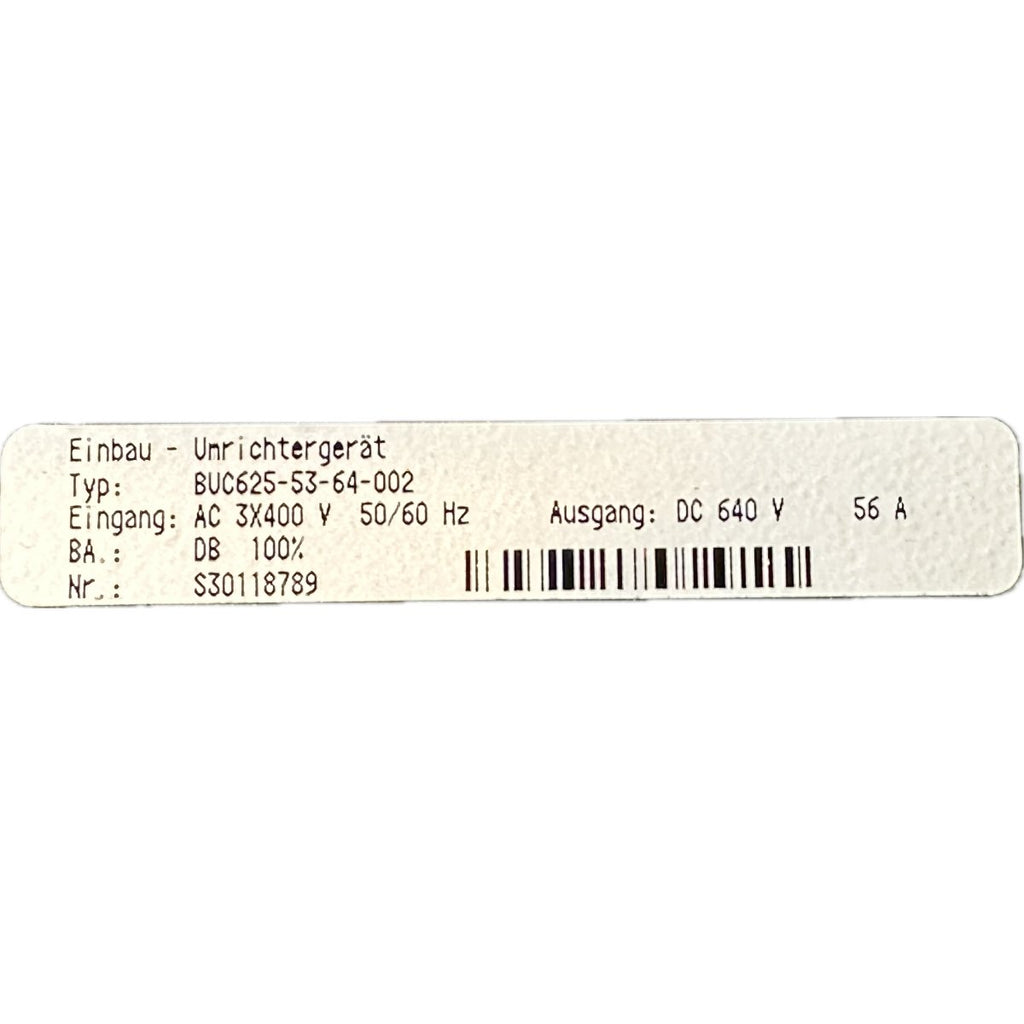 Einbau - Umrichtergerät
Typ: BUC625-53-64-002
Eingang: AC 3X400 V 50/60 Hz Ausgang: DC 640 V 56 A
BA.: DB 100%
Nr.: S30118789